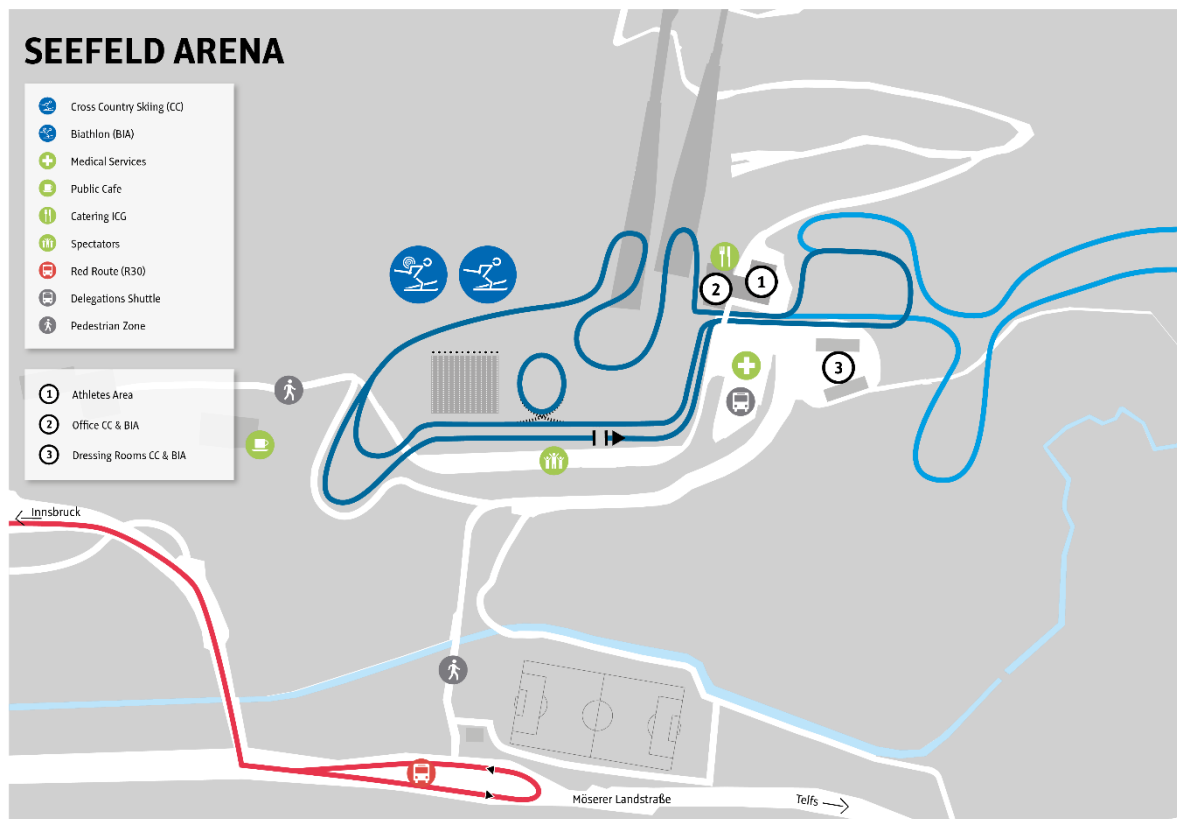 SEEFELD ARENA
Cross Country Skiing (CC)
Biathlon (BIA)
Medical Services
Public Cafe
Catering ICG
Spectators
Red Route (R30)
Delegations Shuttle
Pedestrian Zone
1 Athletes Area
2 Office CC & BIA
3 Dressing Rooms CC & BIA
2
1
3
Innsbruck
Möserer Landstraße
Telfs